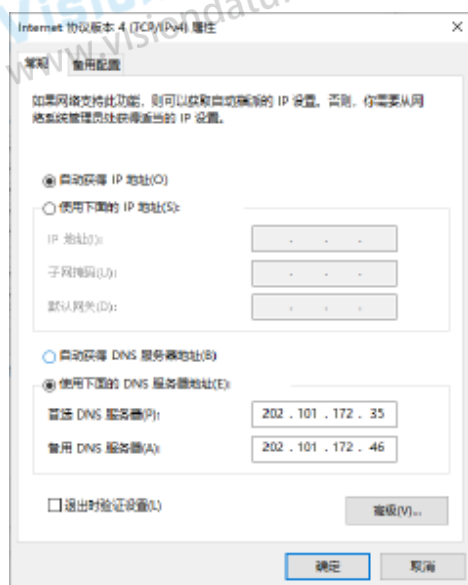 Internet 协议版本 4 (TCP/IPv4) 属性
常规 备用配置
如果网络支持此功能，则可以获取自动指派的 IP 设置。否则，你需要从网
络系统管理员处获得适当的 IP 设置。
自动获得 IP 地址(O)
使用下面的 IP 地址(S):
IP 地址(I):
子网掩码(U):
默认网关(D):
自动获得 DNS 服务器地址(B)
使用下面的 DNS 服务器地址(E):
首选 DNS 服务器(P): 202 . 101 . 172 . 35
备用 DNS 服务器(A): 202 . 101 . 172 . 46
退出时验证设置(L)
高级(V)...
确定 取消